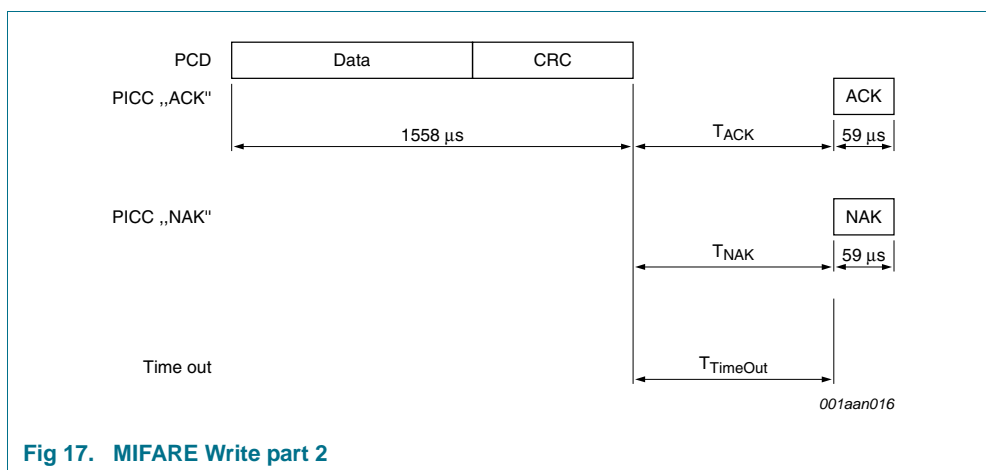 PCD Data CRC
PICC ,,ACK" ACK
1558 µs TACK 59 µs
PICC ,,NAK" NAK
TNAK 59 µs
Time out TTimeOut
001aan016
Fig 17. MIFARE Write part 2